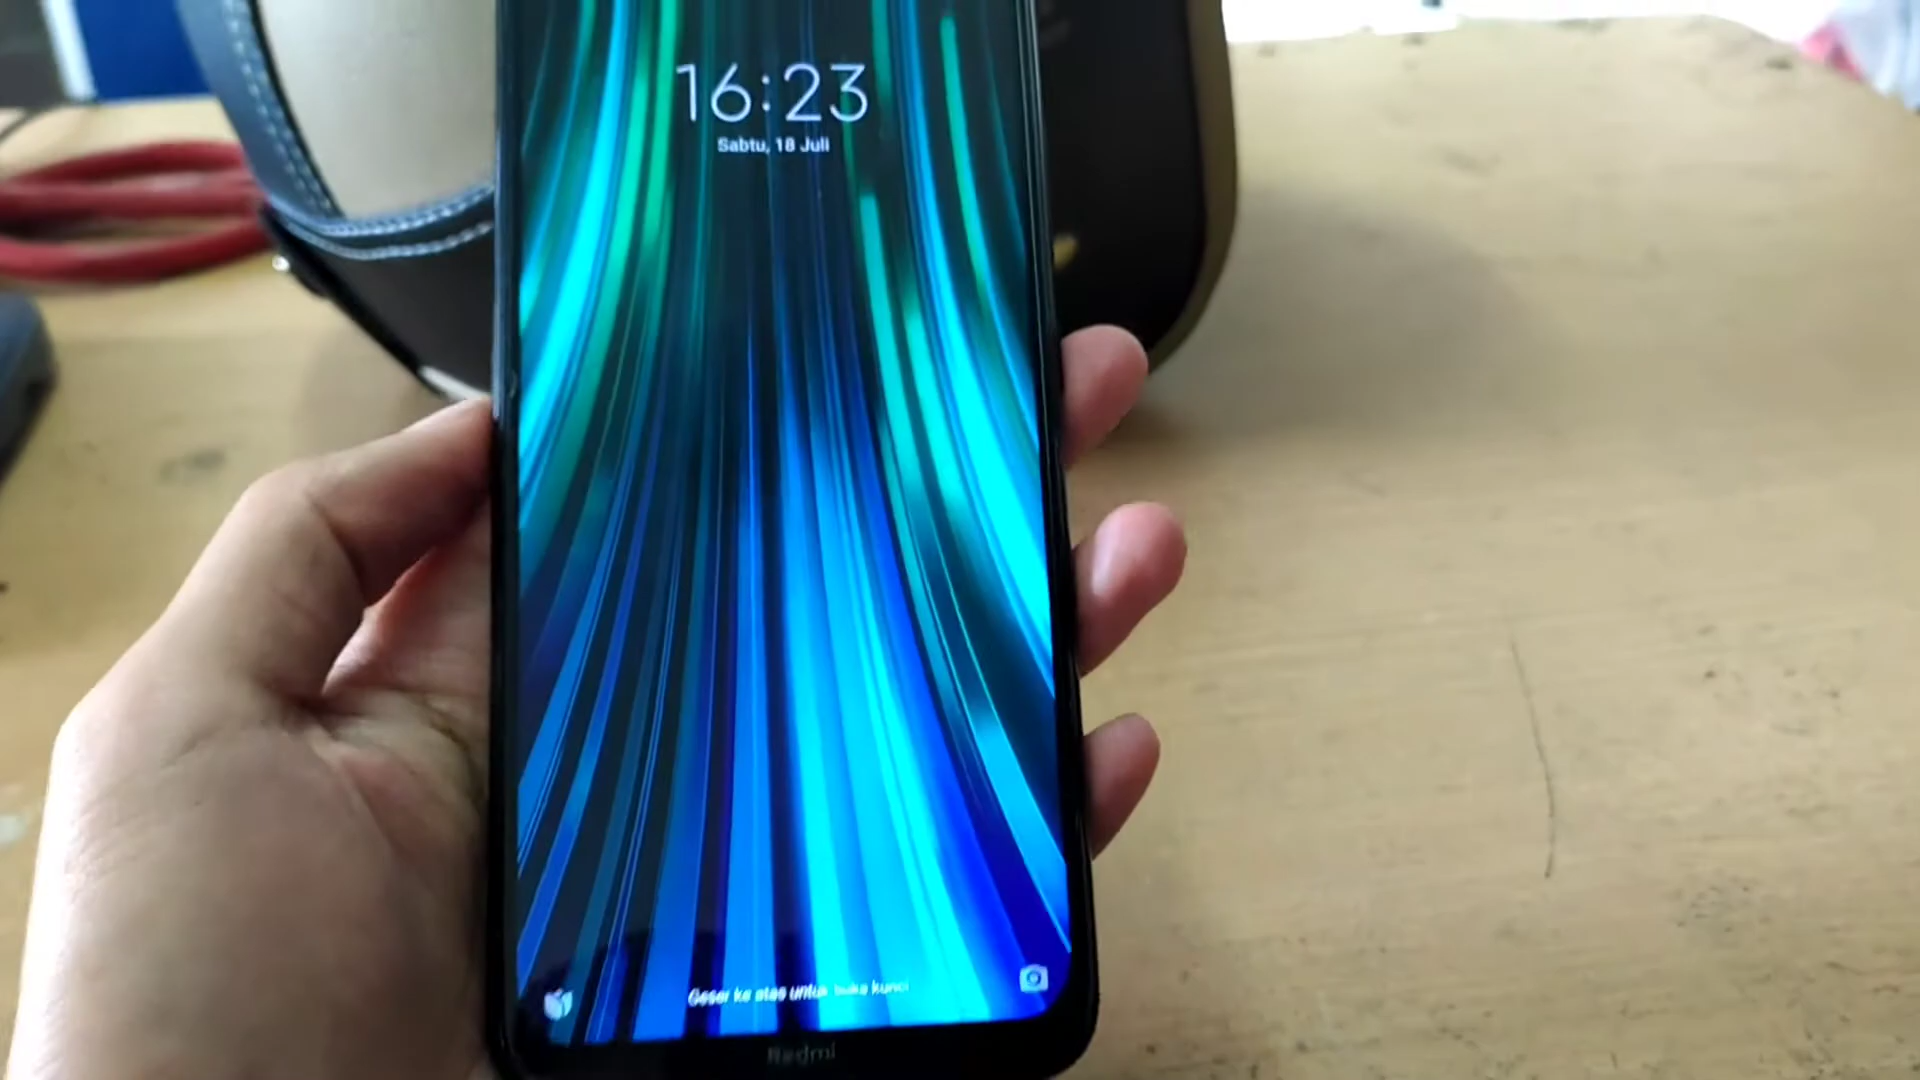 16:23
Sabtu, 18 Juli
Geser ke atas untuk buka kunci
Redmi